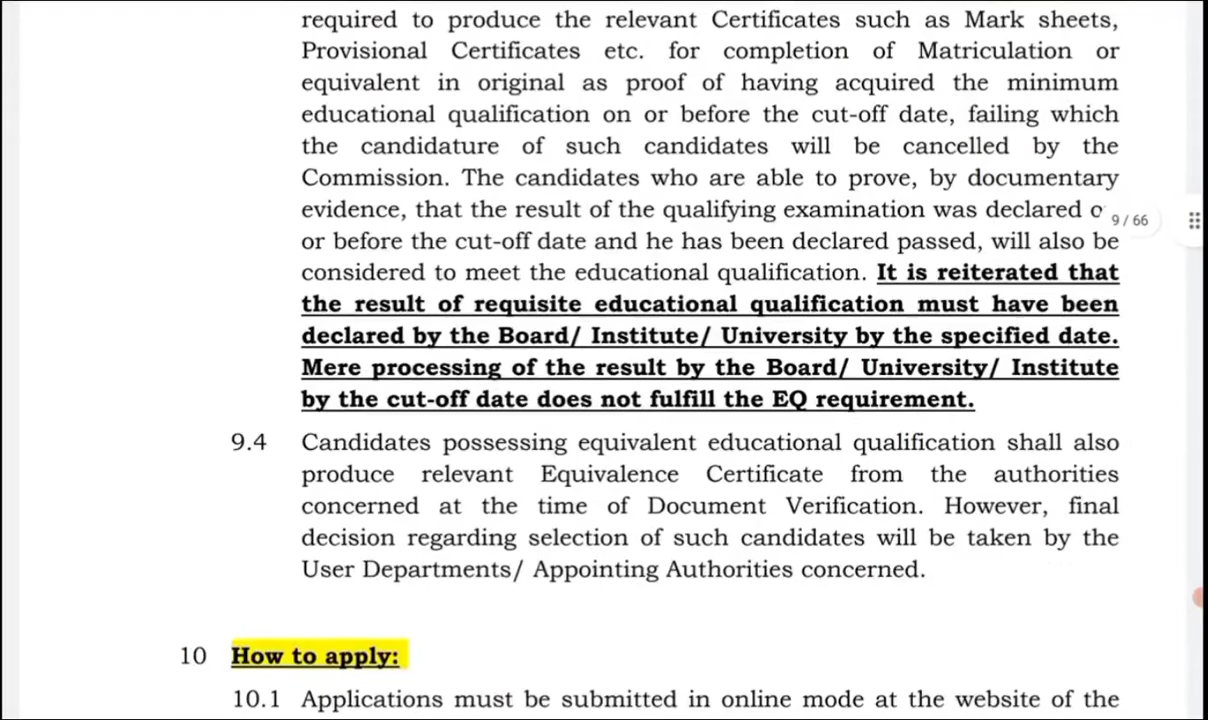 required to produce the relevant Certificates such as Mark sheets,
Provisional Certificates etc. for completion of Matriculation or
equivalent in original as proof of having acquired the minimum
educational qualification on or before the cut-off date, failing which
the candidature of such candidates will be cancelled by the
Commission. The candidates who are able to prove, by documentary
evidence, that the result of the qualifying examination was declared
9 / 66
or before the cut-off date and he has been declared passed, will also be
considered to meet the educational qualification. It is reiterated that
the result of requisite educational qualification must have been
declared by the Board/ Institute/ University by the specified date.
Mere processing of the result by the Board/ University/ Institute
by the cut-off date does not fulfill the EQ requirement.
9.4 Candidates possessing equivalent educational qualification shall also
produce relevant Equivalence Certificate from the authorities
concerned at the time of Document Verification. However, final
decision regarding selection of such candidates will be taken by the
User Departments/ Appointing Authorities concerned.
10 How to apply:
10.1 Applications must be submitted in online mode at the website of the